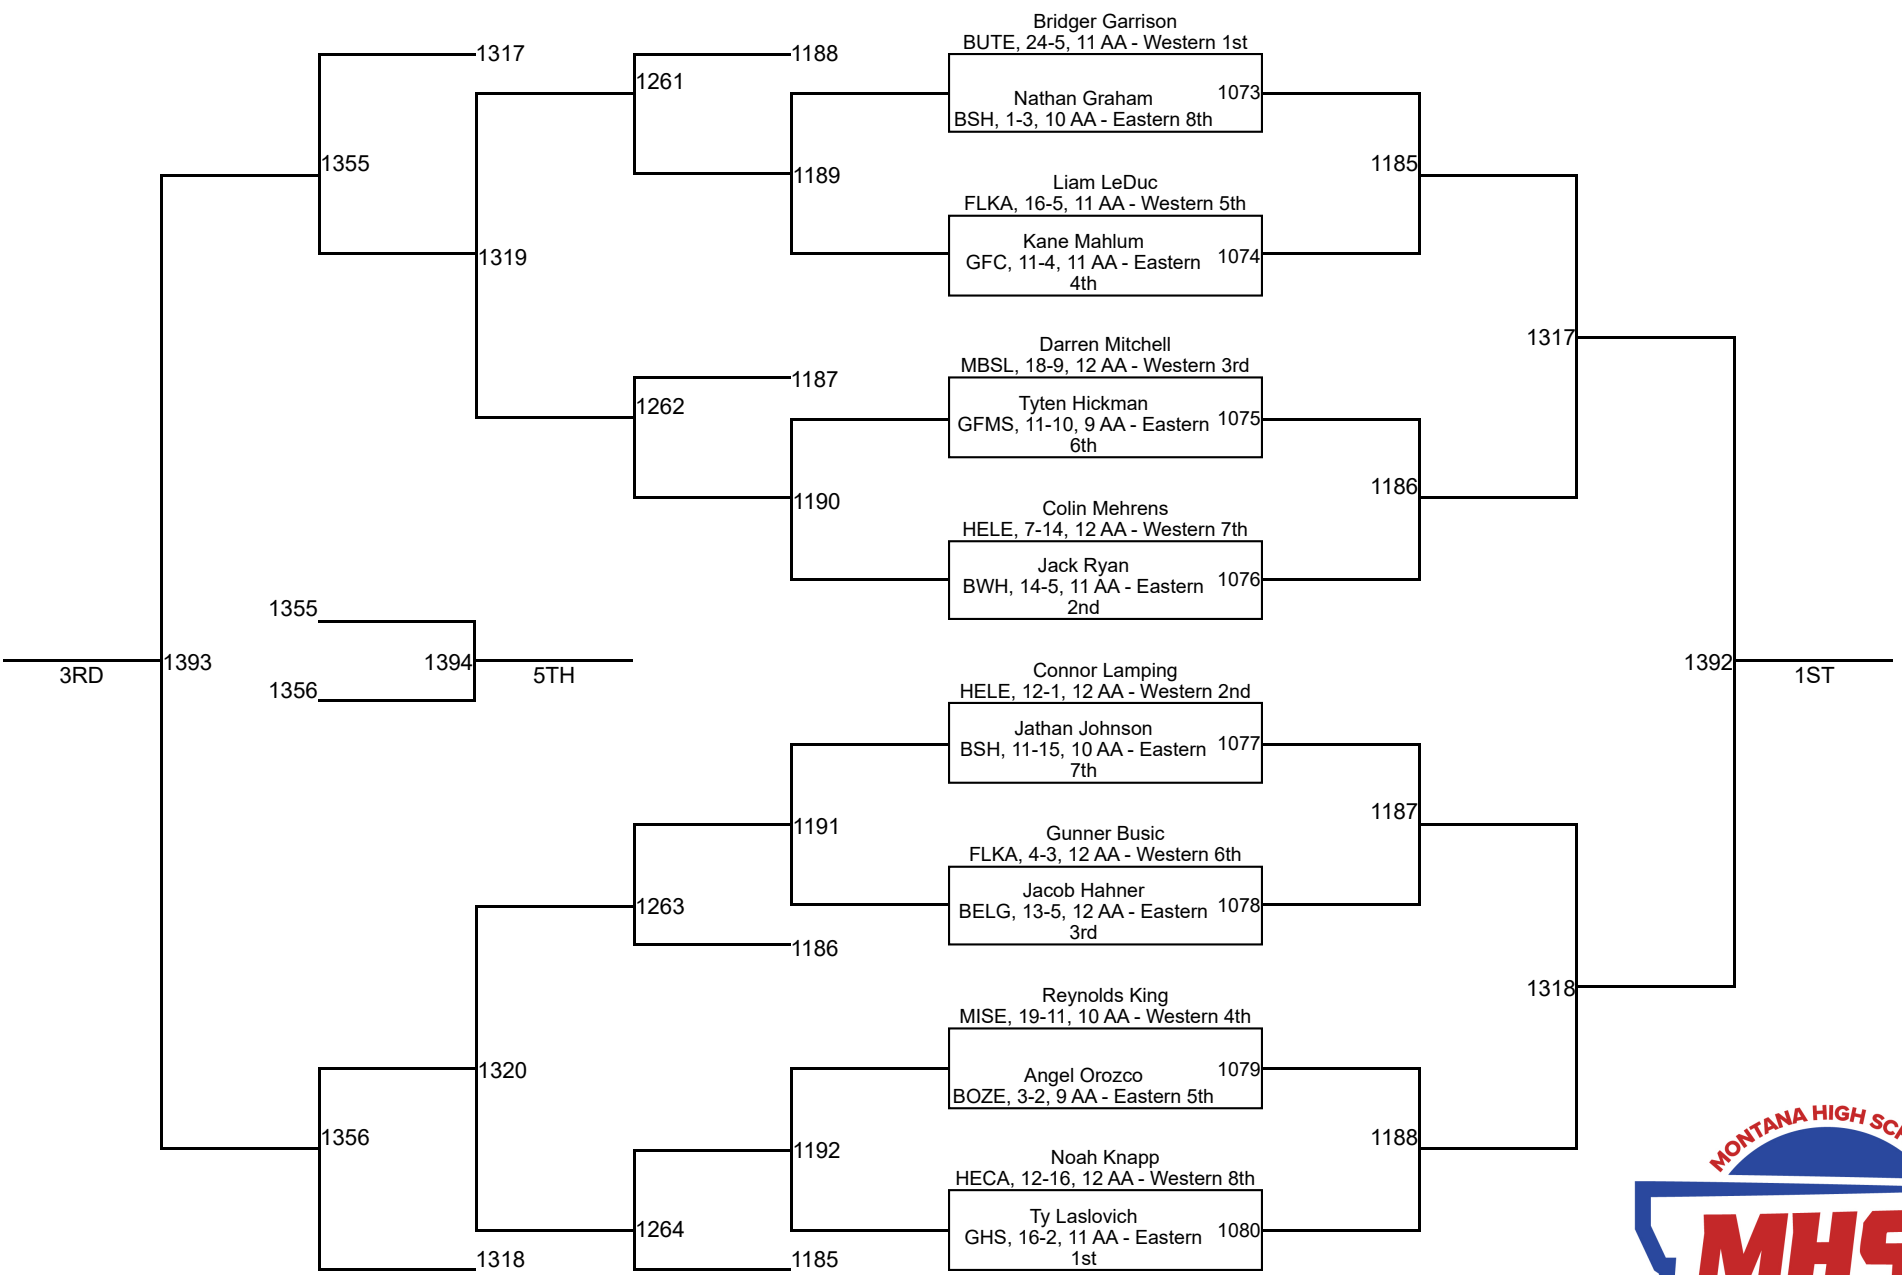 Bridger Garrison
1317
1188
BUTE, 24-5, 11 AA - Western 1st
1261
Nathan Graham
1073
BSH, 1-3, 10 AA - Eastern 8th
1355
1189
1185
Liam LeDuc
FLKA, 16-5, 11 AA - Western 5th
Kane Mahlum
1319
GFC, 11-4, 11 AA - Eastern
1074
4th
1317
Darren Mitchell
MBSL, 18-9, 12 AA - Western 3rd
1187
1262
Tyten Hickman
GFMS, 11-10, 9 AA - Eastern
1075
6th
1190
1186
Colin Mehrens
HELE, 7-14, 12 AA - Western 7th
Jack Ryan
BWH, 14-5, 11 AA - Eastern
1076
2nd
1355
3RD
1393
1394
5TH
1356
Connor Lamping
HELE, 12-1, 12 AA - Western 2nd
1392
1ST
Jathan Johnson
BSH, 11-15, 10 AA - Eastern
1077
7th
1191
1187
Gunner Busic
FLKA, 4-3, 12 AA - Western 6th
1263
Jacob Hahner
BELG, 13-5, 12 AA - Eastern
1078
3rd
1186
1318
Reynolds King
MISE, 19-11, 10 AA - Western 4th
1320
Angel Orozco
1079
BOZE, 3-2, 9 AA - Eastern 5th
1356
1192
1188
Noah Knapp
HECA, 12-16, 12 AA - Western 8th
1264
Ty Laslovich
GHS, 16-2, 11 AA - Eastern
1080
1st
1318
1185
MONTANA HIGH
MHS